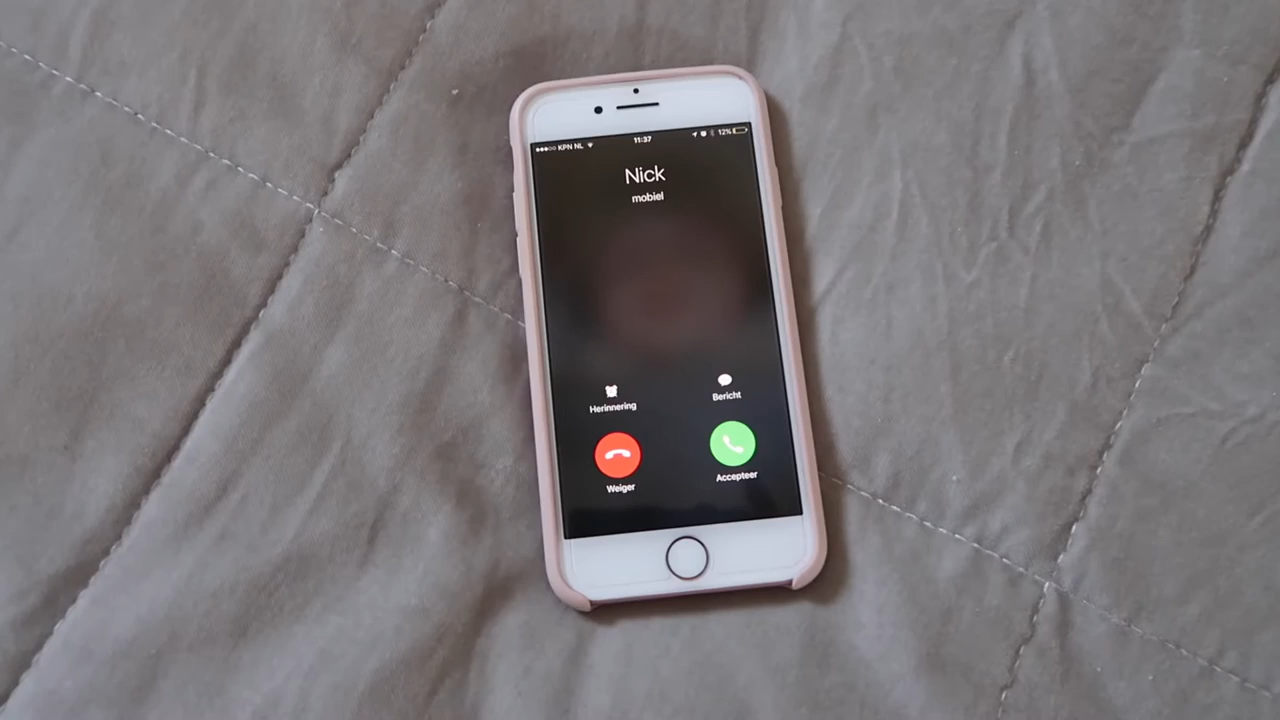 KPN NL 11:37 12%
Nick
mobiel
Herinnering Bericht
Weiger Accepteer